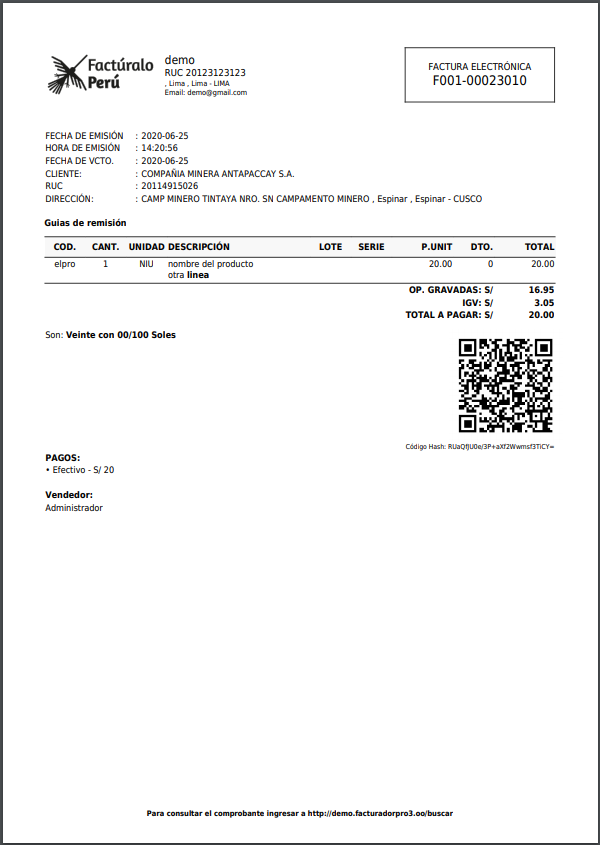 Factúralo
Perú
demo
RUC 20123123123
, Lima , Lima - LIMA
Email: demo@gmail.com
FACTURA ELECTRÓNICA
F001-00023010
FECHA DE EMISIÓN : 2020-06-25
HORA DE EMISIÓN : 14:20:56
FECHA DE VCTO. : 2020-06-25
CLIENTE: : COMPAÑIA MINERA ANTAPACCAY S.A.
RUC : 20114915026
DIRECCIÓN: : CAMP MINERO TINTAYA NRO. SN CAMPAMENTO MINERO , Espinar , Espinar - CUSCO
Guias de remisión
COD. CANT. UNIDAD DESCRIPCIÓN LOTE SERIE P.UNIT DTO. TOTAL
elpro 1 NIU nombre del producto 20.00 0 20.00
otra linea
OP. GRAVADAS: S/ 16.95
IGV: S/ 3.05
TOTAL A PAGAR: S/ 20.00
Son: Veinte con 00/100 Soles
Código Hash: RUaQfJU0e/3P+aXf2Wwmsf3TiCY=
PAGOS:
• Efectivo - S/ 20
Vendedor:
Administrador
Para consultar el comprobante ingresar a http://demo.facturadorpro3.oo/buscar